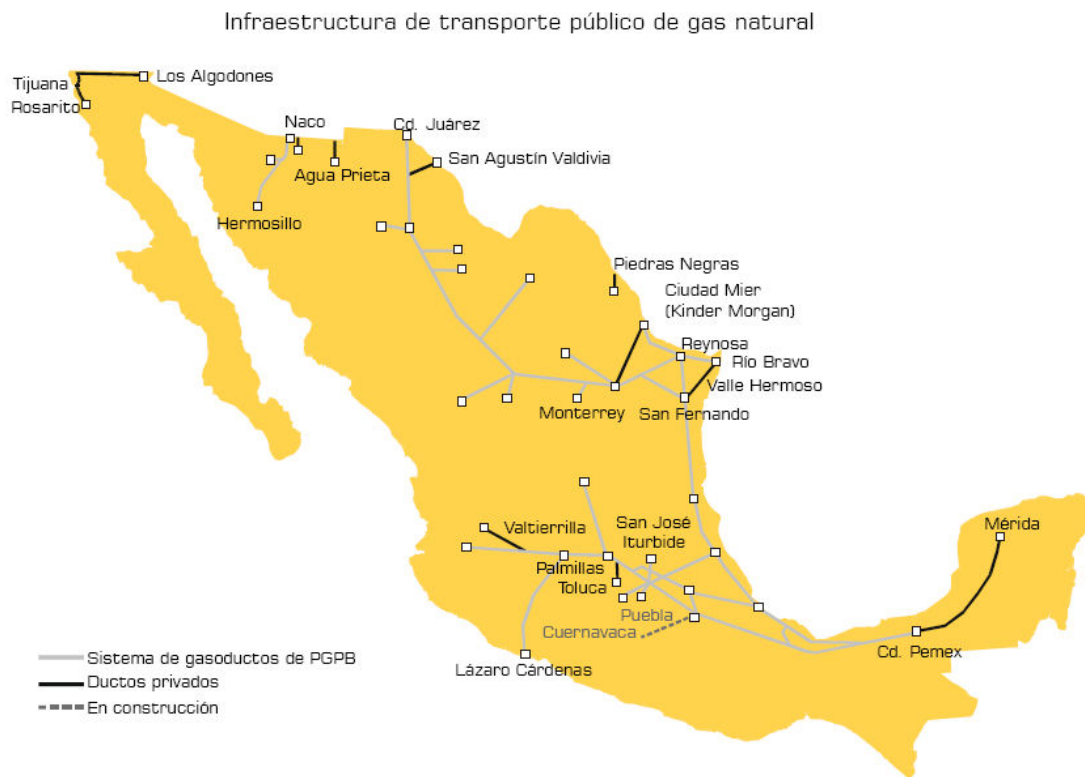 Infraestructura de transporte público de gas natural
Los Algodones
Tijuana
Rosarito
Naco
Cd. Juárez
San Agustín Valdivia
Agua Prieta
Hermosillo
Piedras Negras
Ciudad Mier
(Kinder Morgan)
Reynosa
Río Bravo
Valle Hermoso
Monterrey
San Fernando
Valtierrilla
San José
Iturbide
Mérida
Palmillas
Toluca
Puebla
Cuernavaca
Cd. Pemex
Lázaro Cárdenas
Sistema de gasoductos de PGPB
Ductos privados
En construcción